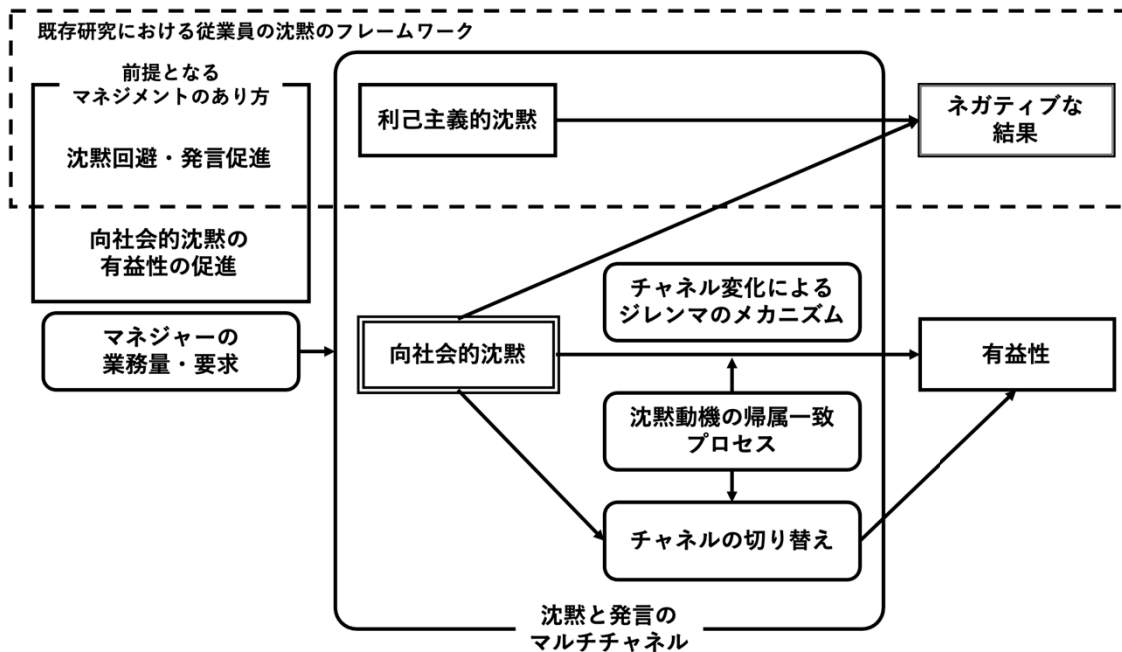 既存研究における従業員の沈黙のフレームワーク
前提となる
マネジメントのあり方
沈黙回避・発言促進
向社会的沈黙の
有益性の促進
マネジャーの
業務量・要求
利己主義的沈黙
ネガティブな
結果
チャネル変化による
ジレンマのメカニズム
向社会的沈黙
有益性
沈黙動機の帰属一致
プロセス
チャネルの切り替え
沈黙と発言の
マルチチャネル